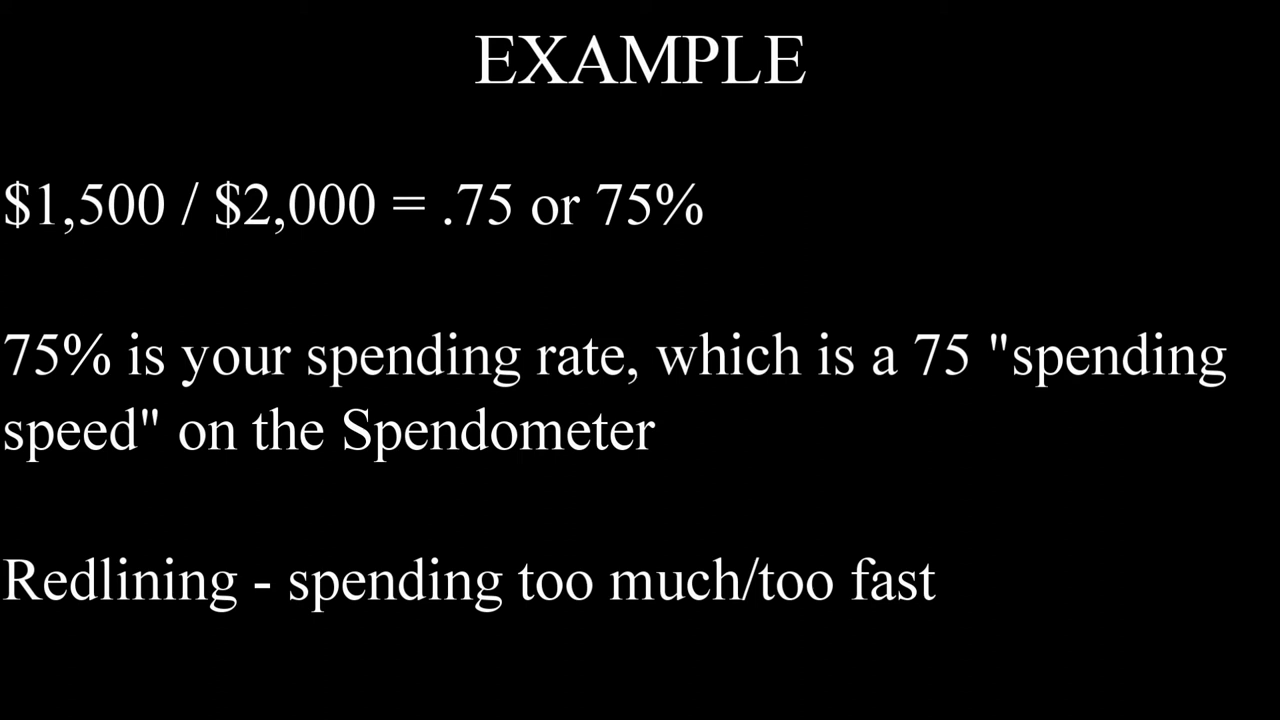 EXAMPLE
$1,500 / $2,000 = .75 or 75%
75% is your spending rate, which is a 75 "spending
speed" on the Spendometer
Redlining - spending too much/too fast